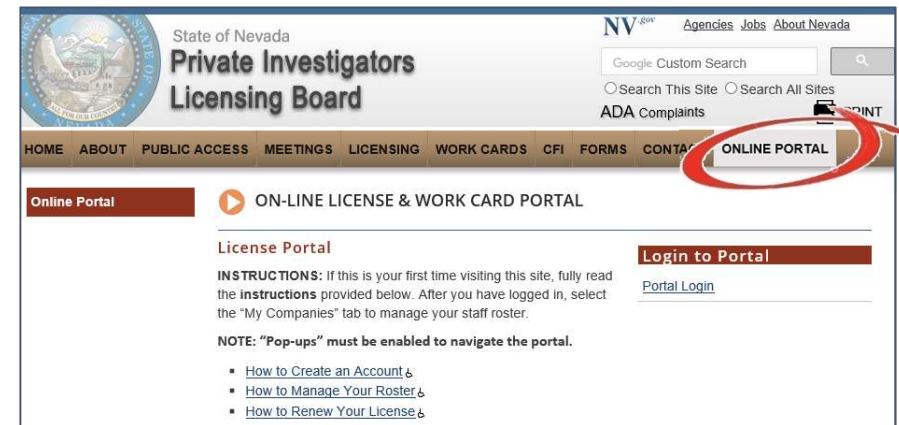 State of Nevada
Private Investigators
Licensing Board
NV.gov Agencies Jobs About Nevada
Google Custom Search
Search This Site Search All Sites
ADA Complaints PRINT
HOME ABOUT PUBLIC ACCESS MEETINGS LICENSING WORK CARDS CFI FORMS CONTAC ONLINE PORTAL
Online Portal
ON-LINE LICENSE & WORK CARD PORTAL
License Portal
INSTRUCTIONS: If this is your first time visiting this site, fully read
the instructions provided below. After you have logged in, select
the “My Companies” tab to manage your staff roster.
NOTE: “Pop-ups” must be enabled to navigate the portal.
How to Create an Account
How to Manage Your Roster
How to Renew Your License
Login to Portal
Portal Login